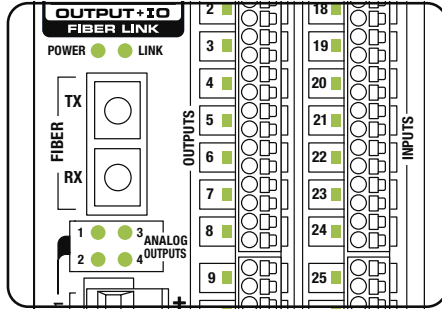 OUTPUT+IO
FIBER LINK
POWER LINK
FIBER
TX
RX
1 3
2 4
ANALOG
OUTPUTS
1
+
OUTPUTS
2
3
4
5
6
7
8
9
18
19
20
21
22
23
24
25
INPUTS